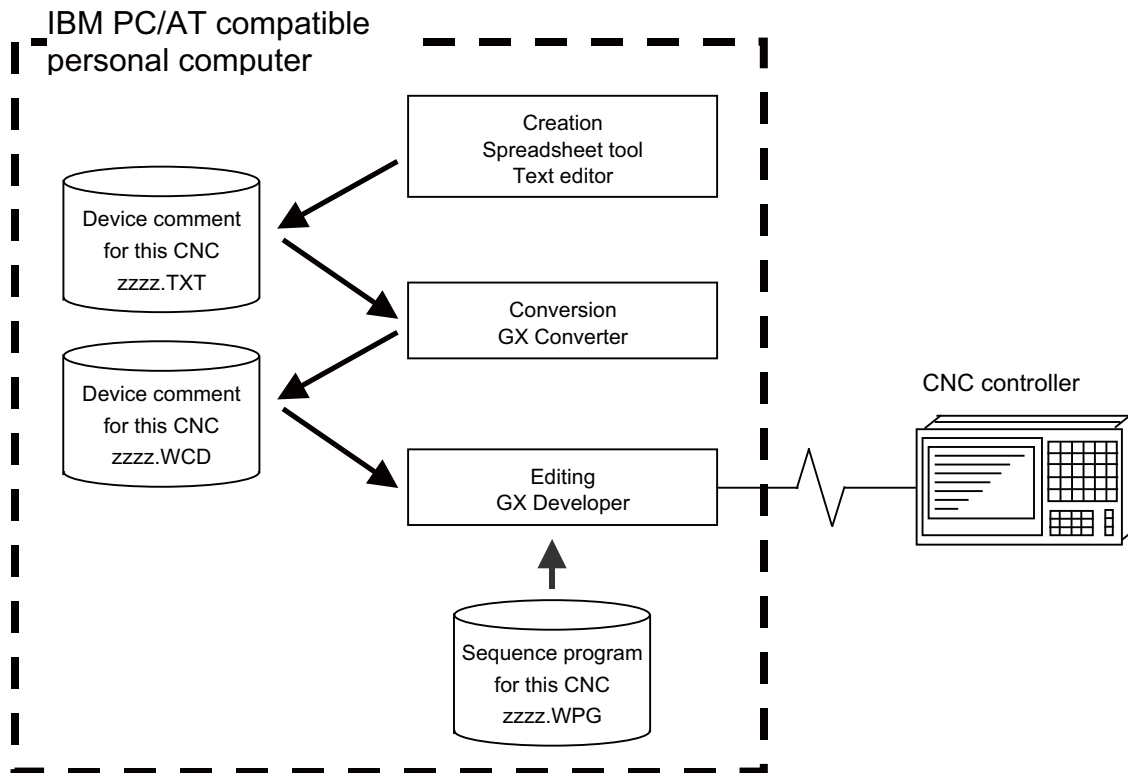 IBM PC/AT compatible
personal computer
Creation
Spreadsheet tool
Text editor
Device comment
for this CNC
zzzz.TXT
Conversion
GX Converter
Device comment
for this CNC
zzzz.WCD
CNC controller
Editing
GX Developer
Sequence program
for this CNC
zzzz.WPG